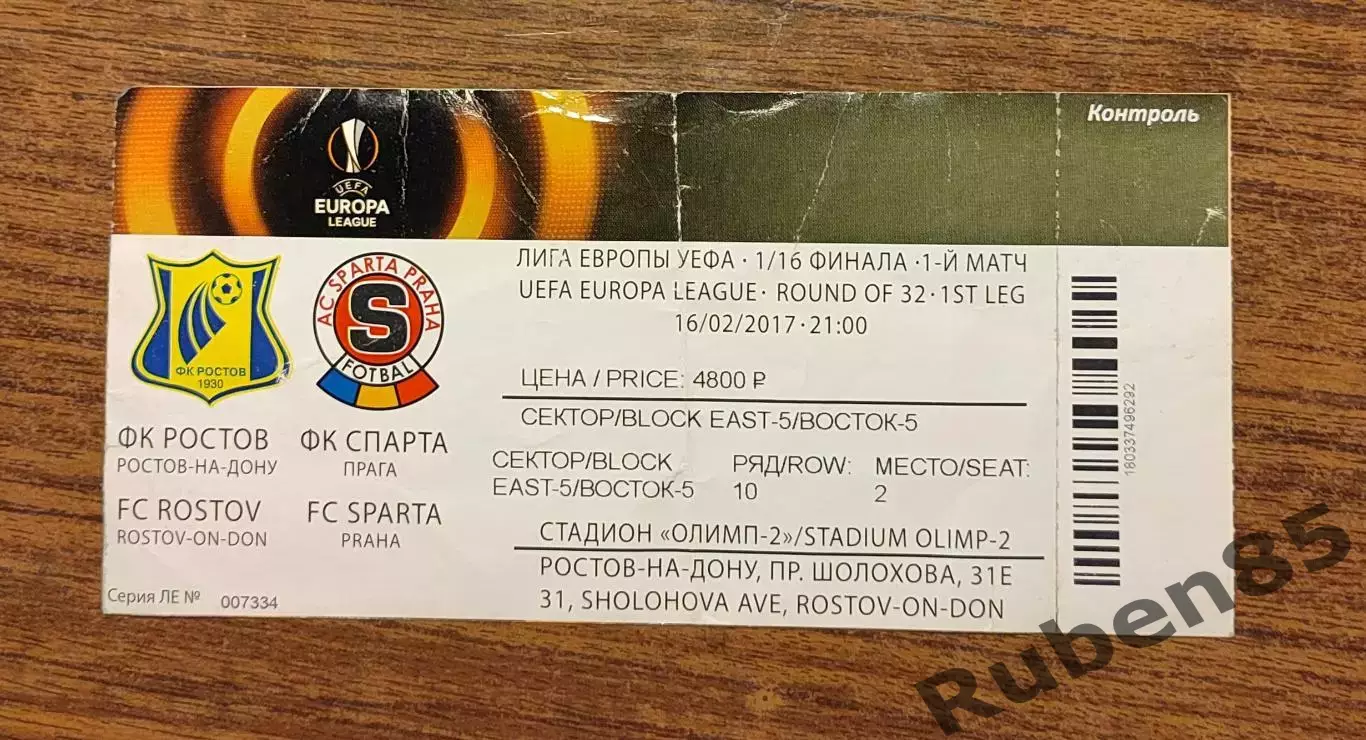 Контроль
UEFA
EUROPA
LEAGUE
ФК РОСТОВ
1930
AC SPARTA PRAHA
S
FOTBAL
ЛИГА ЕВРОПЫ УЕФА · 1/16 ФИНАЛА · 1-Й МАТЧ
UEFA EUROPA LEAGUE · ROUND OF 32 · 1ST LEG
16/02/2017 · 21:00
ЦЕНА / PRICE: 4800 ₽
СЕКТОР/BLOCK EAST-5/ВОСТОК-5
СЕКТОР/BLOCK РЯД/ROW: МЕСТО/SEAT:
EAST-5/ВОСТОК-5 10 2
СТАДИОН «ОЛИМП-2»/STADIUM OLIMP-2
РОСТОВ-НА-ДОНУ, ПР. ШОЛОХОВА, 31Е
31, SHOLOHOVA AVE, ROSTOV-ON-DON
ФК РОСТОВ ФК СПАРТА
РОСТОВ-НА-ДОНУ ПРАГА
FC ROSTOV FC SPARTA
ROSTOV-ON-DON PRAHA
Серия ЛЕ № 007334
180337496292
Ruben85